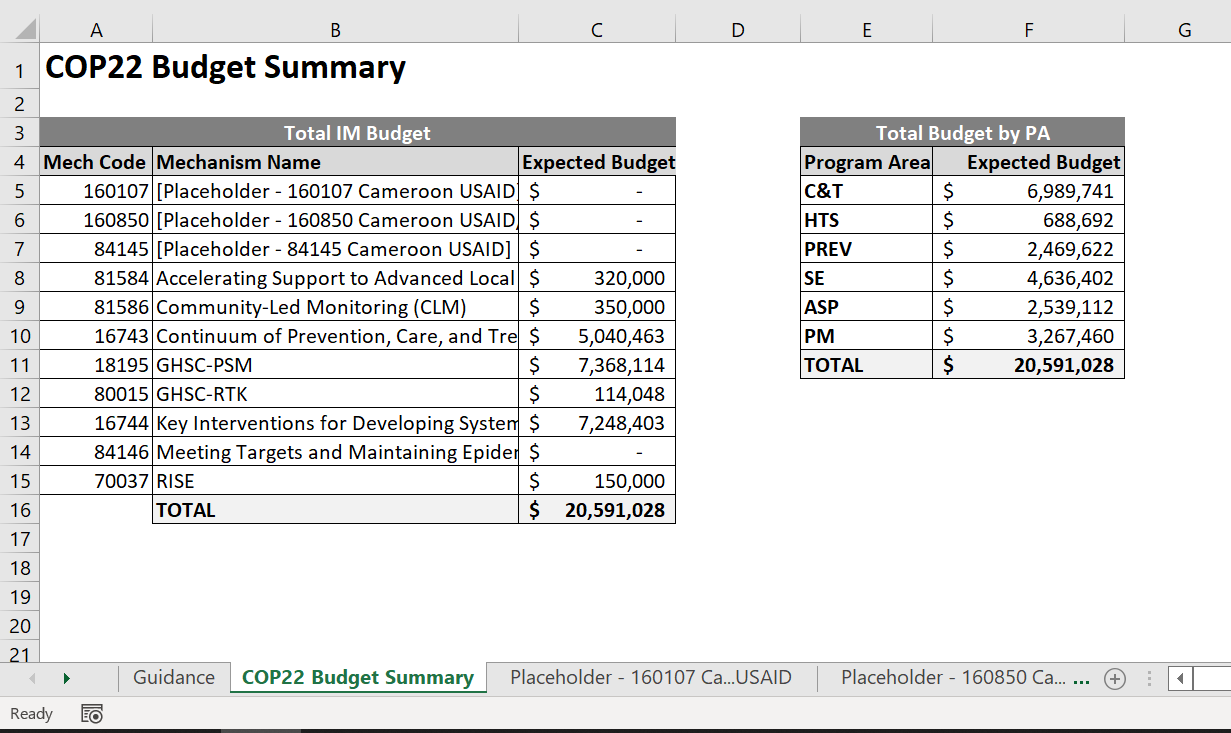 A B C D E F G
1 COP22 Budget Summary
2
3 Total IM Budget Total Budget by PA
4 Mech Code Mechanism Name Expected Budget Program Area Expected Budget
5 160107 [Placeholder - 160107 Cameroon USAID] $ - C&T $ 6,989,741
6 160850 [Placeholder - 160850 Cameroon USAID] $ - HTS $ 688,692
7 84145 [Placeholder - 84145 Cameroon USAID] $ - PREV $ 2,469,622
8 81584 Accelerating Support to Advanced Local $ 320,000 SE $ 4,636,402
9 81586 Community-Led Monitoring (CLM) $ 350,000 ASP $ 2,539,112
10 16743 Continuum of Prevention, Care, and Tre $ 5,040,463 PM $ 3,267,460
11 18195 GHSC-PSM $ 7,368,114 TOTAL $ 20,591,028
12 80015 GHSC-RTK $ 114,048
13 16744 Key Interventions for Developing System $ 7,248,403
14 84146 Meeting Targets and Maintaining Epider $ -
15 70037 RISE $ 150,000
16 TOTAL $ 20,591,028
17
18
19
20
21
Guidance COP22 Budget Summary Placeholder - 160107 Ca...USAID Placeholder - 160850 Ca... ...
Ready